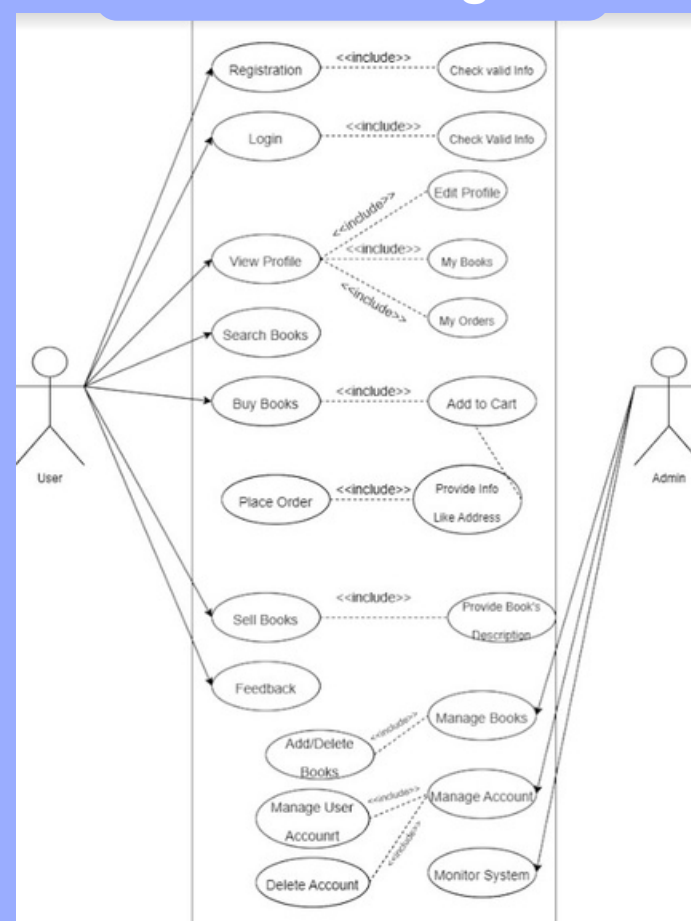 <<include>>
Registration
Check valid Info
<<include>>
Login
Check Valid Info
Edit Profile
<<include>>
<<include>>
View Profile
My Books
<<include>>
My Orders
Search Books
<<include>>
Buy Books
Add to Cart
User
Admin
<<include>>
Provide Info
Like Address
Place Order
<<include>>
Provide Book's
Description
Sell Books
Feedback
Manage Books
<<include>>
Add/Delete
Books
Manage Account
<<include>>
Manage User
Accounrt
<<include>>
Delete Account
Monitor System